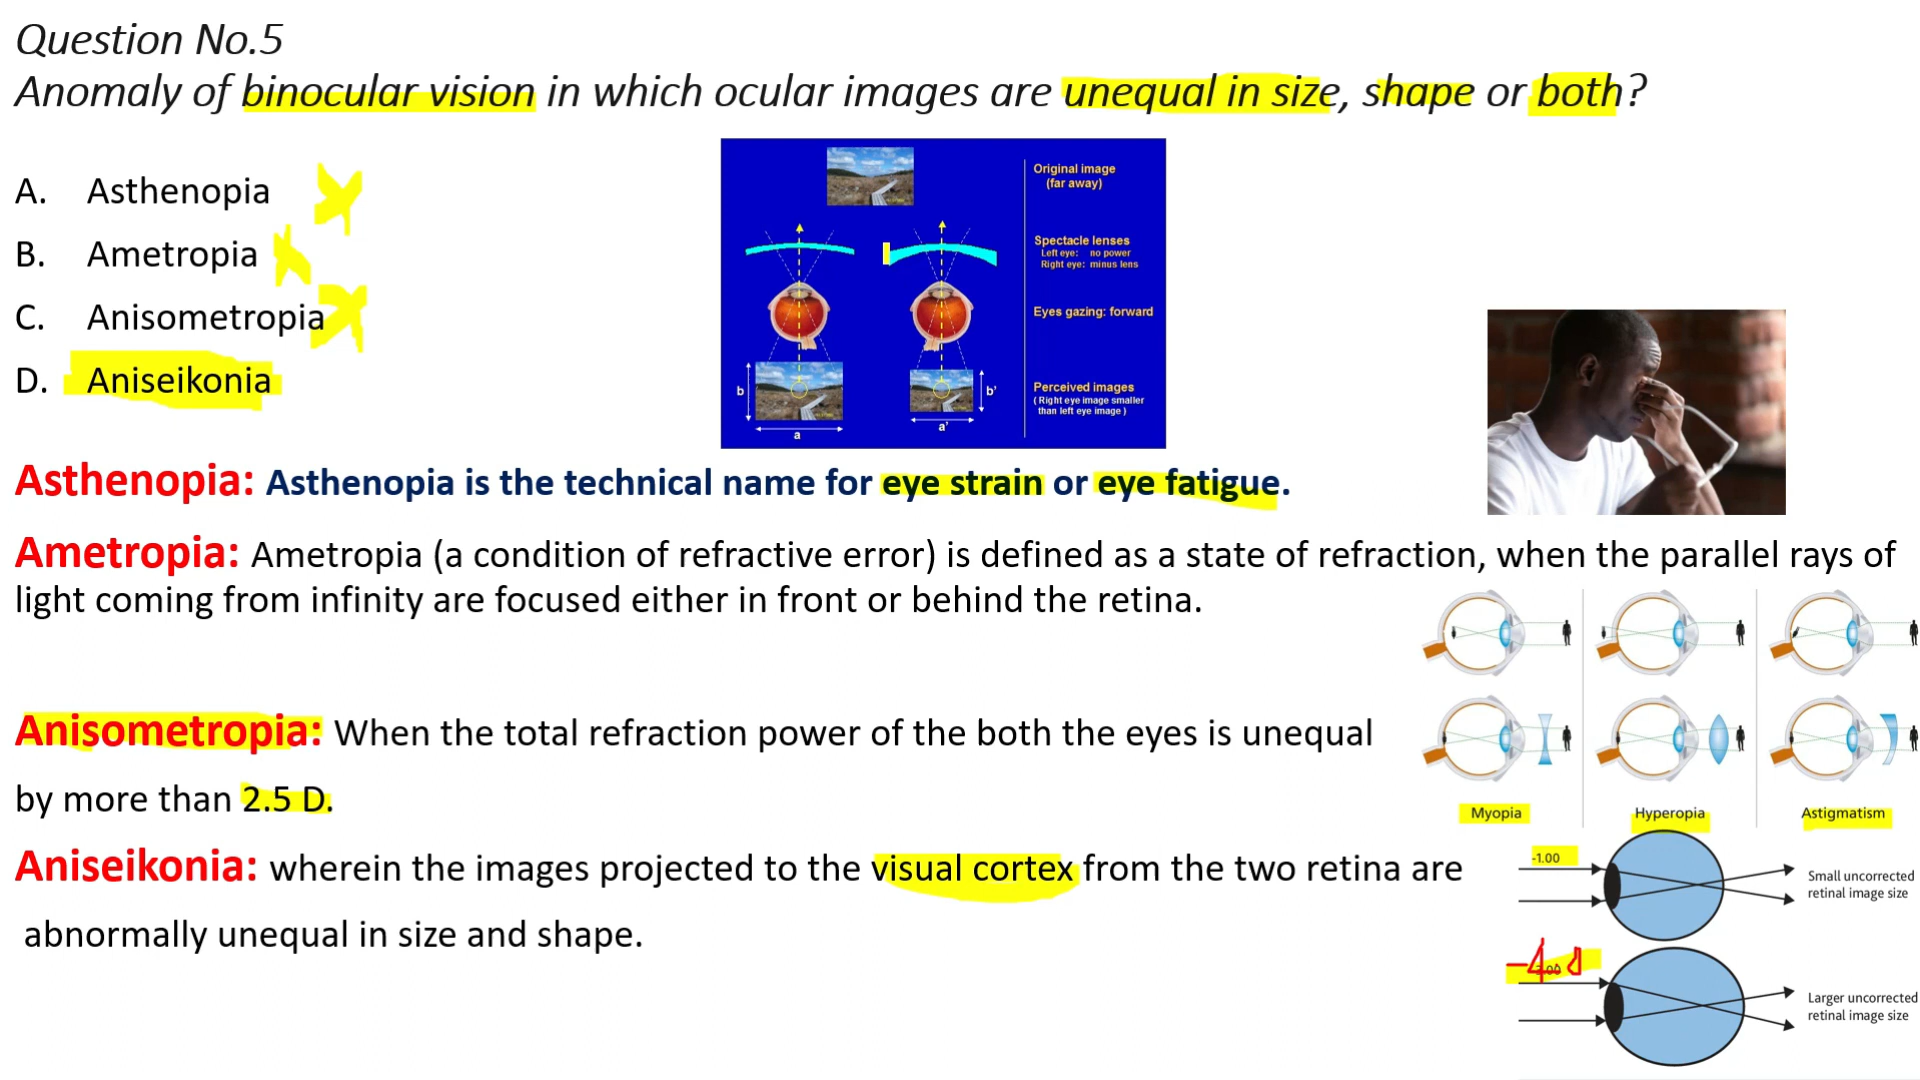 Question No.5
Anomaly of binocular vision in which ocular images are unequal in size, shape or both?
A. Asthenopia
B. Ametropia
C. Anisometropia
D. Aniseikonia
Original image
(far away)
Spectacle lenses
Left eye: no power
Right eye: minus lens
Eyes gazing: forward
Perceived images
( Right eye image smaller
than left eye image )
b
a
b'
a'
Asthenopia: Asthenopia is the technical name for eye strain or eye fatigue.
Ametropia: Ametropia (a condition of refractive error) is defined as a state of refraction, when the parallel rays of
light coming from infinity are focused either in front or behind the retina.
Myopia
Hyperopia
Astigmatism
Anisometropia: When the total refraction power of the both the eyes is unequal
by more than 2.5 D.
Aniseikonia: wherein the images projected to the visual cortex from the two retina are
abnormally unequal in size and shape.
-1.00
Small uncorrected
retinal image size
-4
Larger uncorrected
retinal image size